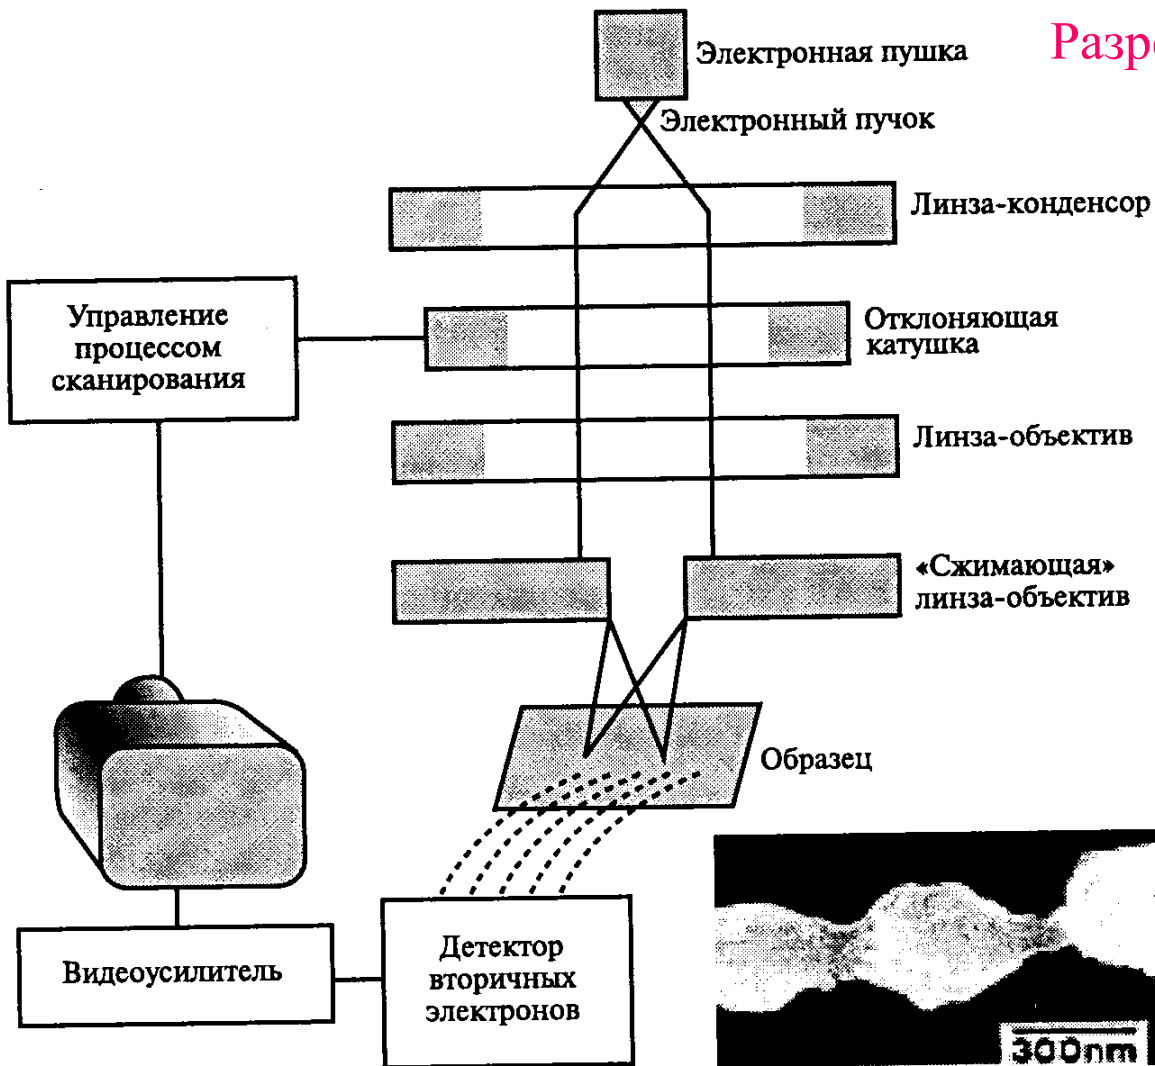 Электронная пушка
Разре
Электронный пучок
Линза-конденсор
Управление
процессом
сканирования
Отклоняющая
катушка
Линза-объектив
«Сжимающая»
линза-объектив
Образец
Видеоусилитель
Детектор
вторичных
электронов
300nm